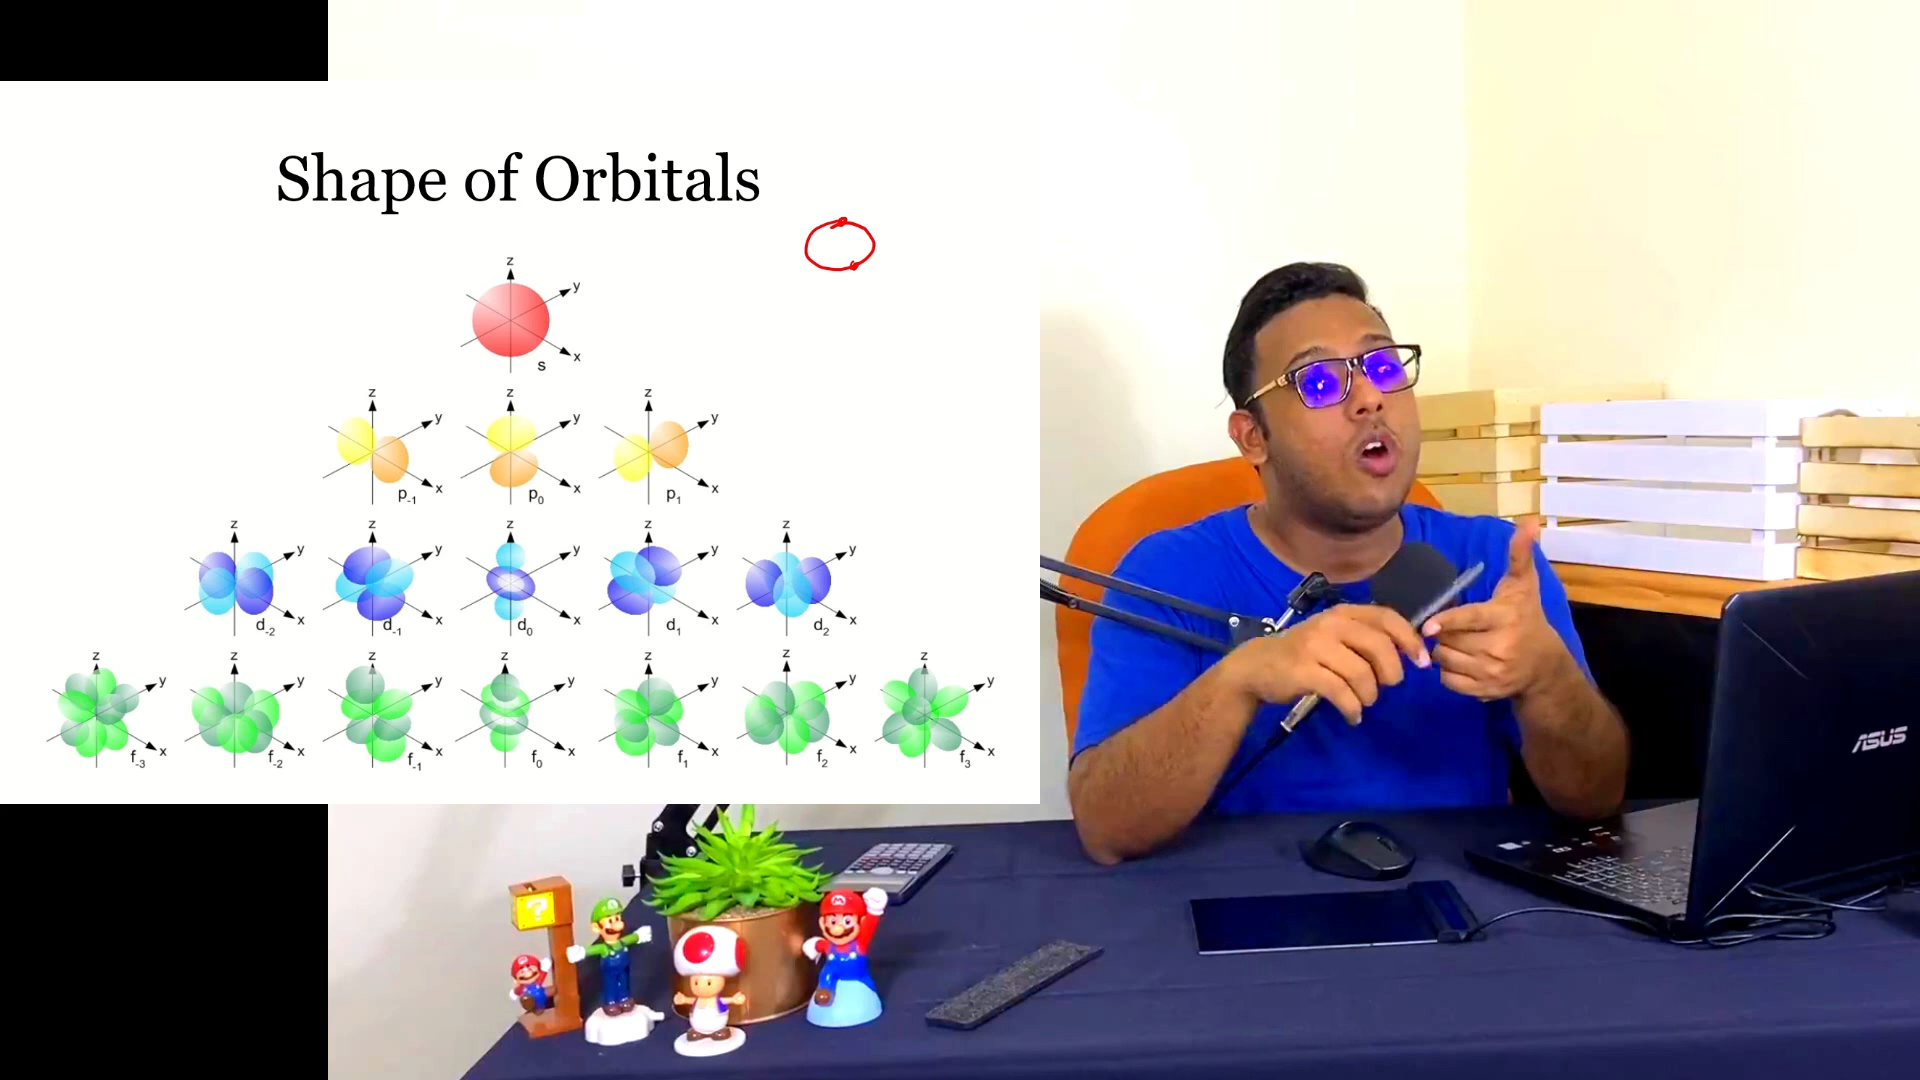 Shape of Orbitals
z
y
x
s
z
y
x
p-1
z
y
x
p0
z
y
x
p1
z
y
x
d-2
z
y
x
d-1
z
y
x
d0
z
y
x
d1
z
y
x
d2
z
y
x
f-3
z
y
x
f-2
z
y
x
f-1
z
y
x
f0
z
y
x
f1
z
y
x
f2
z
y
x
f3
ASUS
?
M